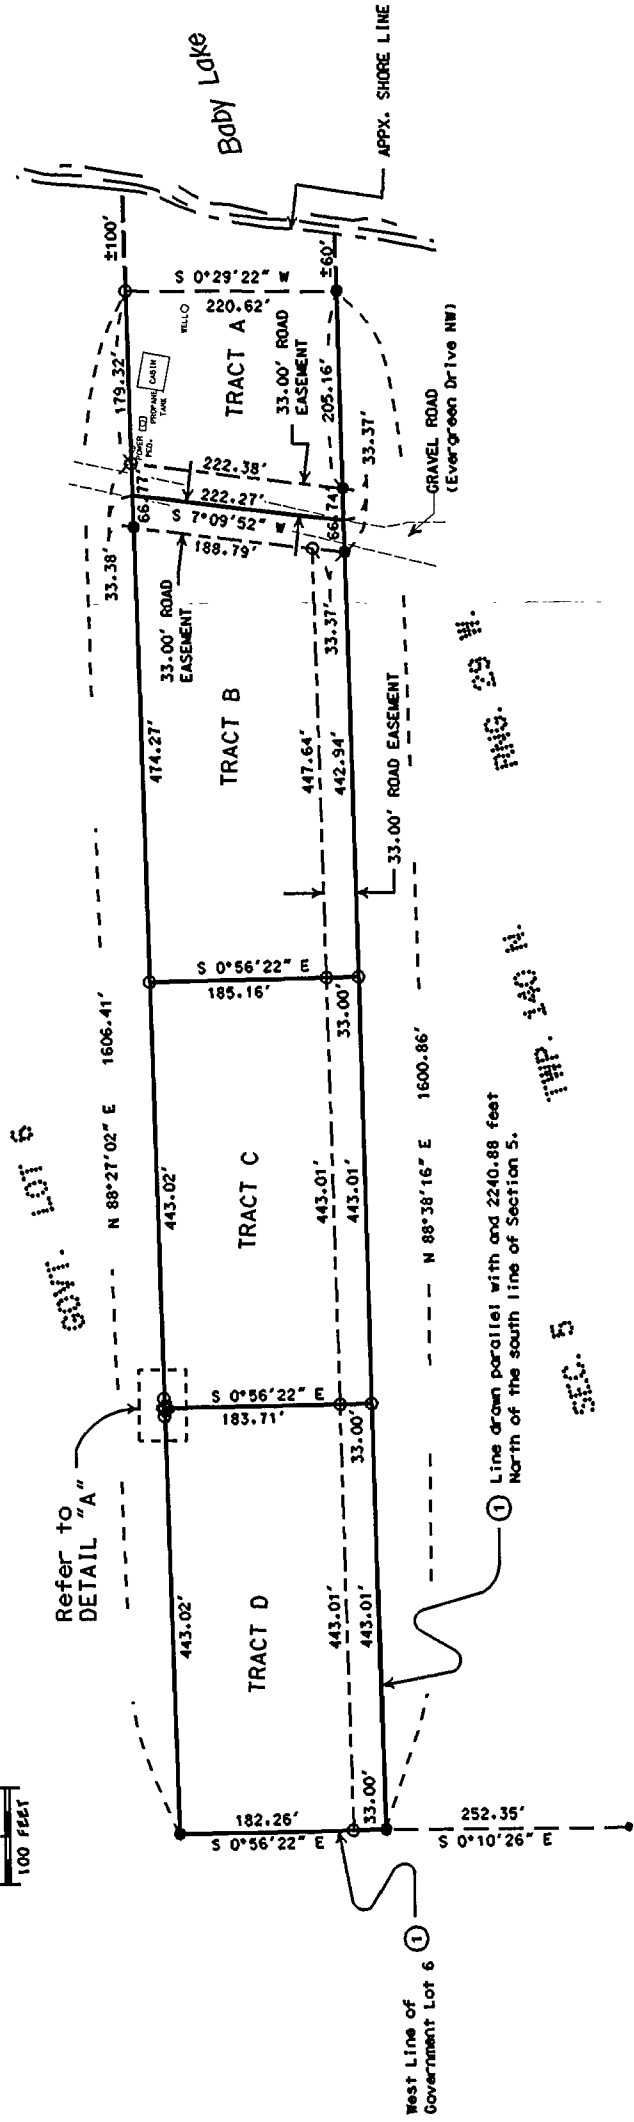 Baby Lake
APPX. SHORE LINE
±100'
S 0°29'22" W
220.62'
±60'
WELL
179.32'
CABIN
PROPANE
TANK
POWER
PED.
TRACT A
33.00' ROAD
EASEMENT
205.16'
33.37'
GRAVEL ROAD
(Evergreen Drive NW)
66.77'
222.38'
222.27'
S 7°09'52" W
188.79'
66.74'
33.38'
33.00' ROAD
EASEMENT
33.37'
474.27'
TRACT B
447.64'
442.94'
33.00' ROAD EASEMENT
RNG. 29 W.
S 0°56'22" E
185.16'
33.00'
GOVT. LOT 6
N 88°27'02" E 1606.41'
443.02'
TRACT C
443.01'
443.01'
N 88°38'16" E 1600.86'
TWP. 140 N.
SEC. 5
S 0°56'22" E
183.71'
33.00'
Refer to
DETAIL "A"
443.02'
TRACT D
443.01'
443.01'
① Line drawn parallel with and 2240.88 feet
North of the south line of Section 5.
100 FEET
182.26'
S 0°56'22" E
33.00'
252.35'
S 0°10'26" E
West Line of
Government Lot 6 ①